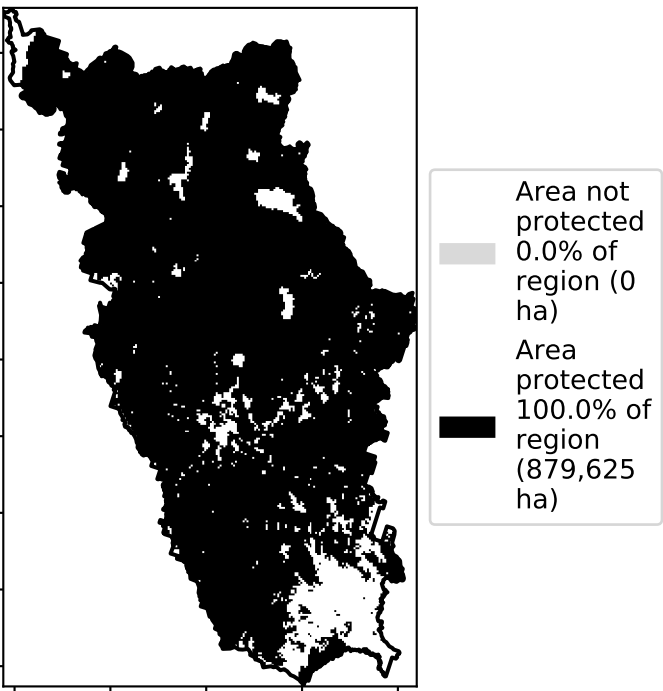 Area not
protected
0.0% of
region (0
ha)
Area
protected
100.0% of
region
(879,625
ha)